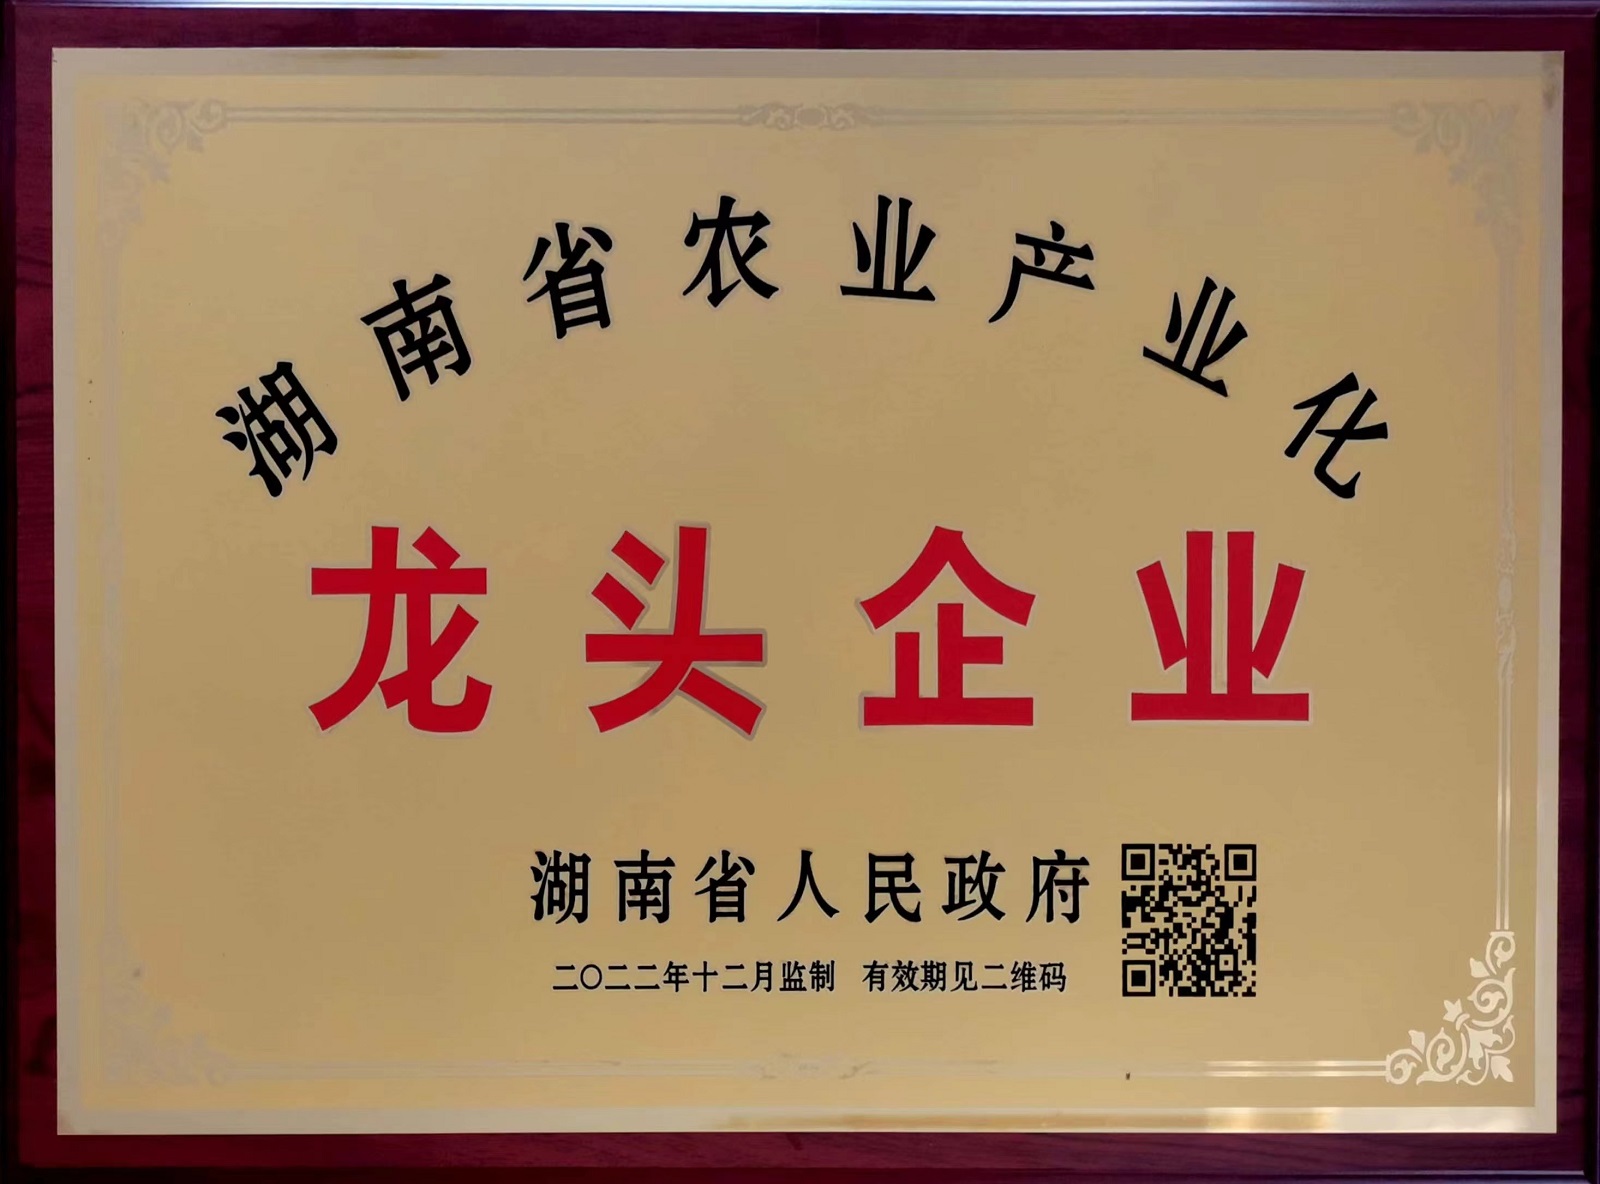 湖南省农业产业化
龙头企业
湖南省人民政府
二〇二二年十二月监制 有效期见二维码